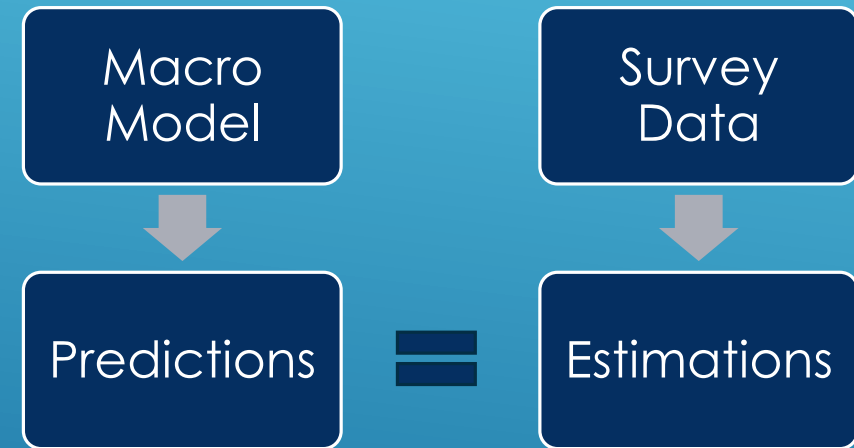 Macro
Model
Survey
Data
Predictions
Estimations